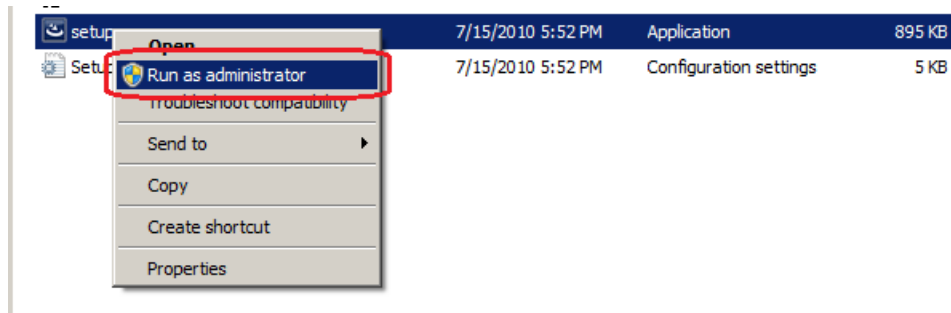 setup 7/15/2010 5:52 PM Application 895 KB
Open
Setu 7/15/2010 5:52 PM Configuration settings 5 KB
Run as administrator
Troubleshoot compatibility
Send to
Copy
Create shortcut
Properties